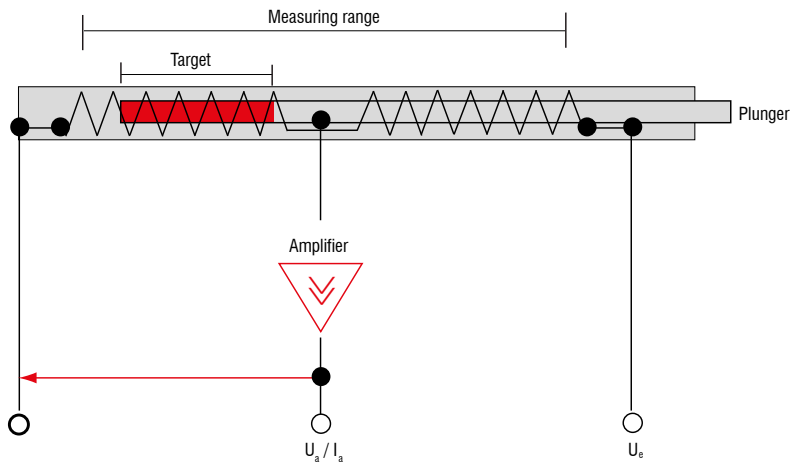 Measuring range
Target
Plunger
Amplifier
Uₐ / Iₐ
Uₑ